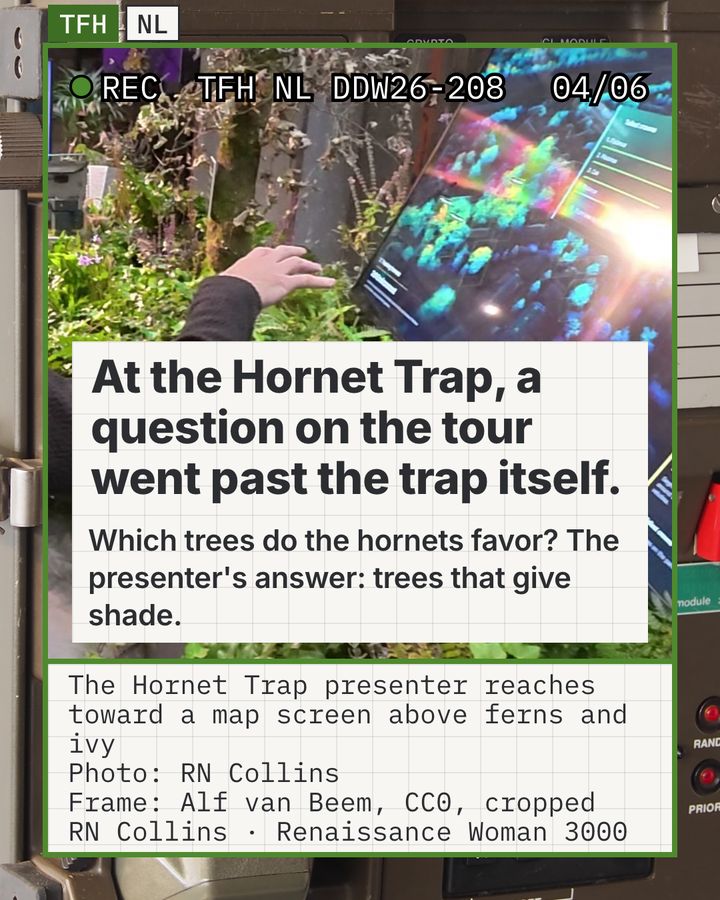 TFH NL
REC TFH NL DDW26-208 04/06
At the Hornet Trap, a
question on the tour
went past the trap itself.
Which trees do the hornets favor? The
presenter's answer: trees that give
shade.
module
RAND
PRIOR
The Hornet Trap presenter reaches
toward a map screen above ferns and
ivy
Photo: RN Collins
Frame: Alf van Beem, CC0, cropped
RN Collins · Renaissance Woman 3000